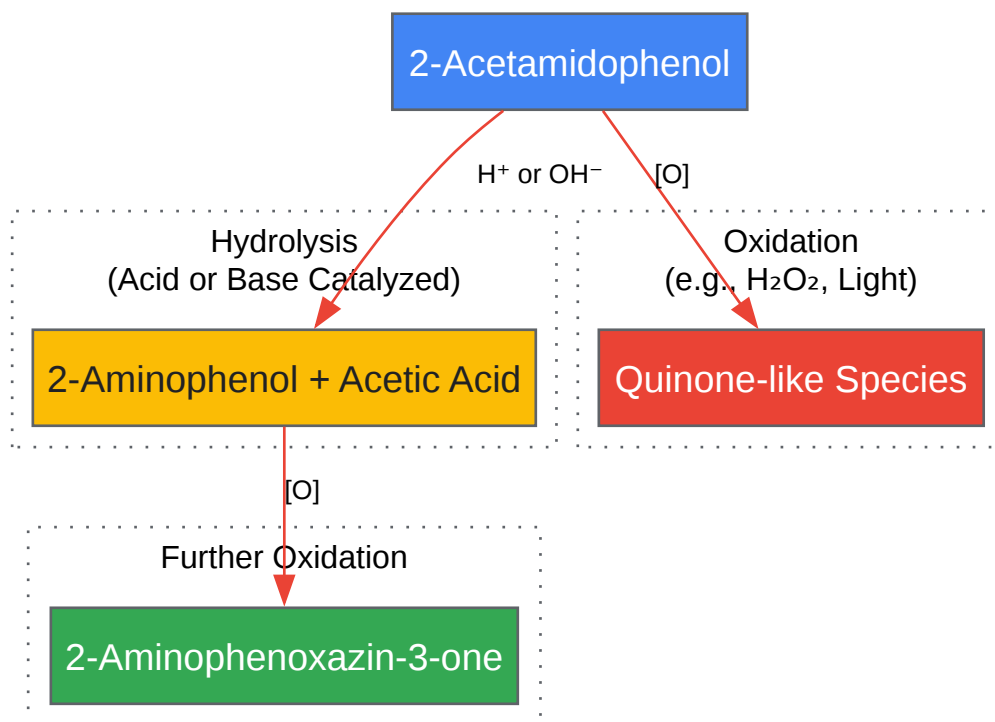 2-Acetamidophenol
H⁺ or OH⁻
[O]
Hydrolysis
(Acid or Base Catalyzed)
Oxidation
(e.g., H₂O₂, Light)
2-Aminophenol + Acetic Acid
Quinone-like Species
[O]
Further Oxidation
2-Aminophenoxazin-3-one